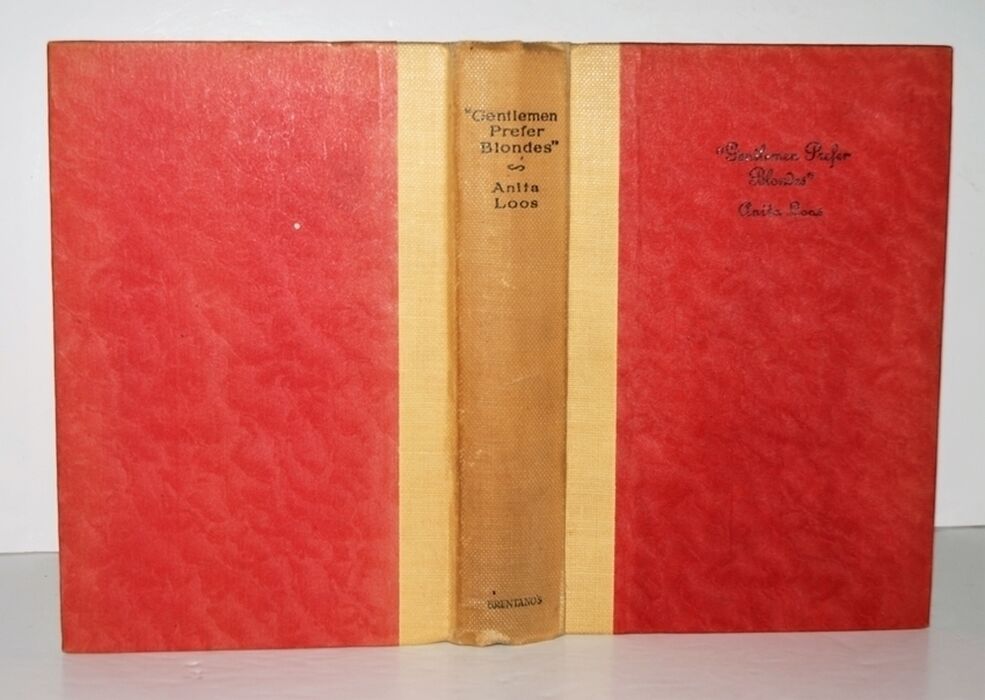 "Gentlemen
Prefer
Blondes"
Anita
Loos
BRENTANO'S
"Gentlemen Prefer
Blondes"
Anita Loos